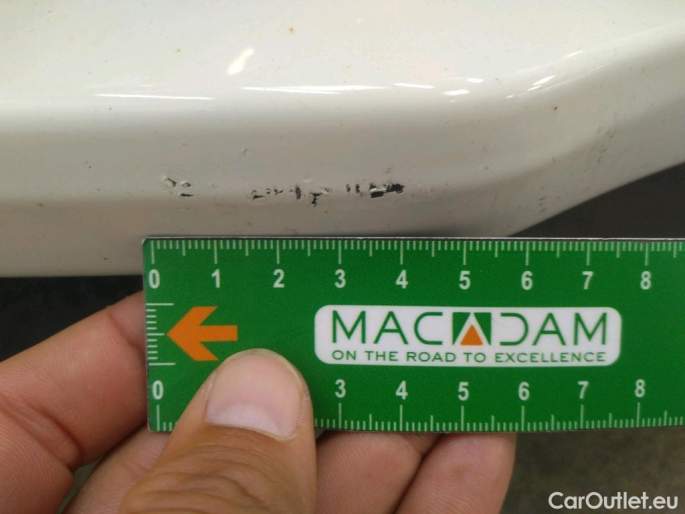 0 1 2 3 4 5 6 7 8
MACADAM
ON THE ROAD TO EXCELLENCE
0 3 4 5 6 7 8
CarOutlet.eu